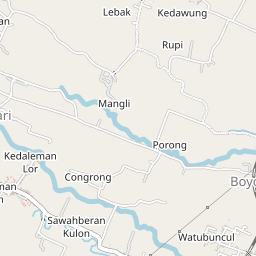 Lebak
Kedawung
Rupi
Mangli
Porong
Kedaleman
Lor
Congrong
Sawahberan
Kulon
Watubuncul